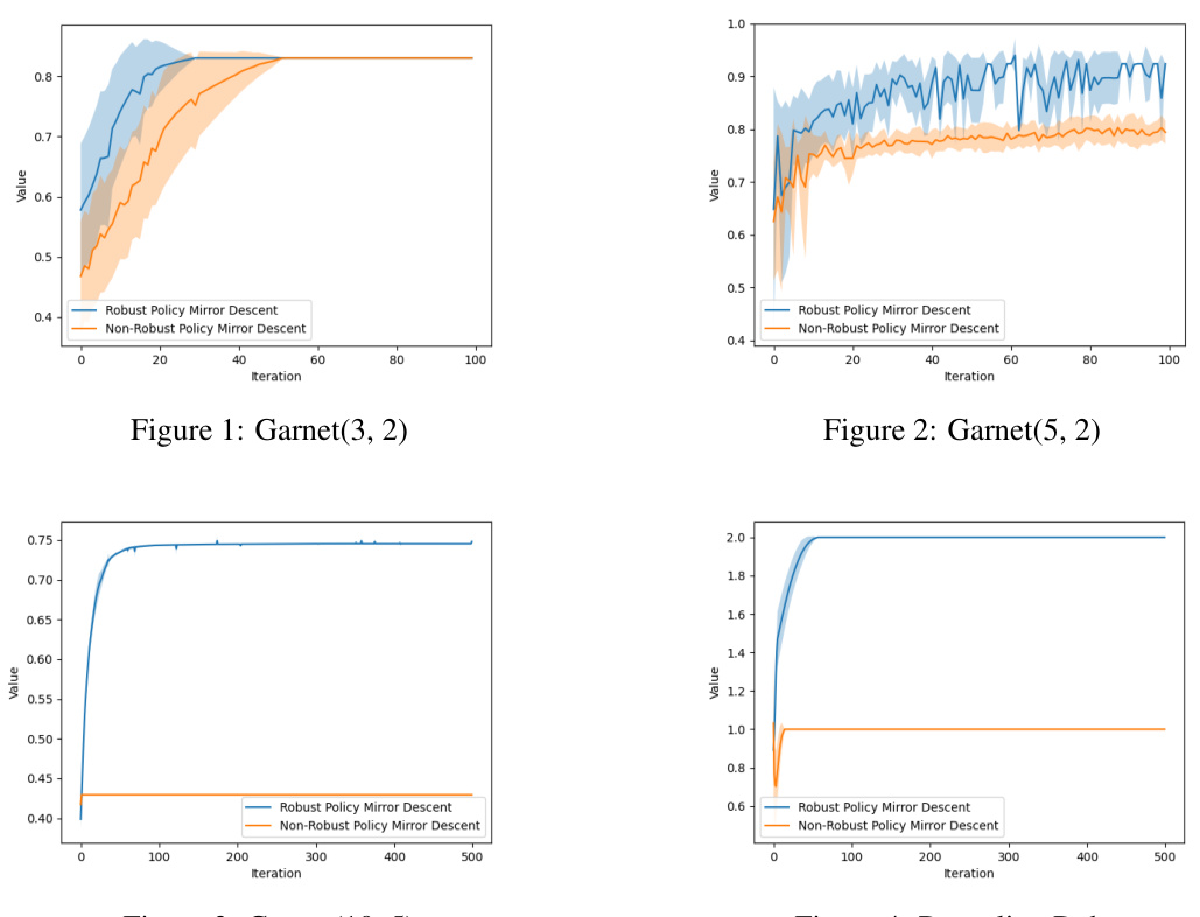 0.8
0.7
0.6
0.5
0.4
Value
Robust Policy Mirror Descent
Non-Robust Policy Mirror Descent
0 20 40 60 80 100
Iteration
Figure 1: Garnet(3, 2)
1.0
0.9
0.8
0.7
0.6
0.5
0.4
Value
Robust Policy Mirror Descent
Non-Robust Policy Mirror Descent
0 20 40 60 80 100
Iteration
Figure 2: Garnet(5, 2)
0.75
0.70
0.65
0.60
0.55
0.50
0.45
0.40
Value
Robust Policy Mirror Descent
Non-Robust Policy Mirror Descent
0 100 200 300 400 500
Iteration
2.0
1.8
1.6
1.4
1.2
1.0
0.8
0.6
Value
Robust Policy Mirror Descent
Non-Robust Policy Mirror Descent
0 100 200 300 400 500
Iteration